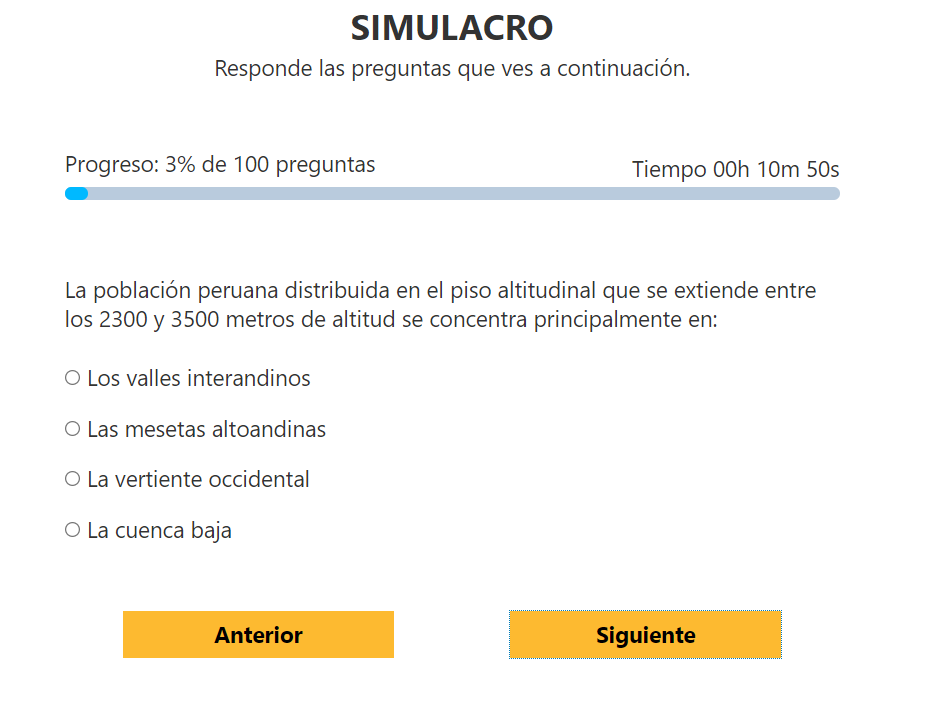 SIMULACRO
Responde las preguntas que ves a continuación.
Progreso: 3% de 100 preguntas
Tiempo 00h 10m 50s
La población peruana distribuida en el piso altitudinal que se extiende entre
los 2300 y 3500 metros de altitud se concentra principalmente en:
Los valles interandinos
Las mesetas altoandinas
La vertiente occidental
La cuenca baja
Anterior
Siguiente